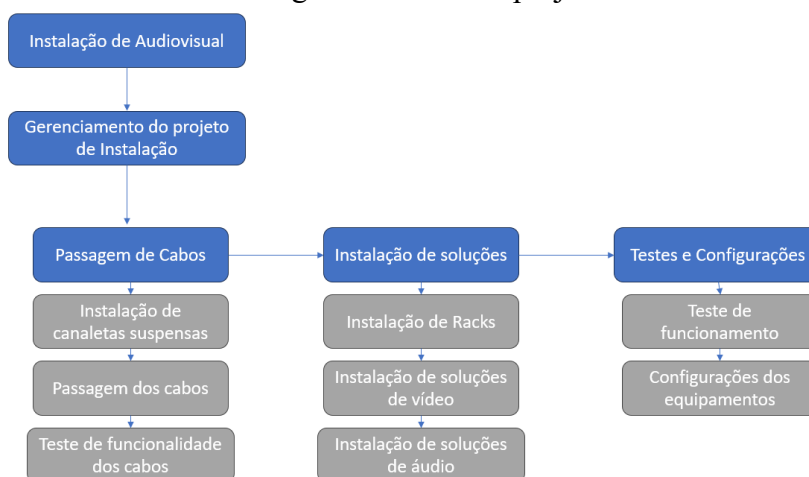 Instalação de Audiovisual
Gerenciamento do projeto
de Instalação
Passagem de Cabos
Instalação de soluções
Testes e Configurações
Instalação de
canaletas suspensas
Instalação de Racks
Teste de
funcionamento
Passagem dos cabos
Instalação de soluções
de vídeo
Configurações dos
equipamentos
Teste de funcionalidade
dos cabos
Instalação de soluções
de áudio